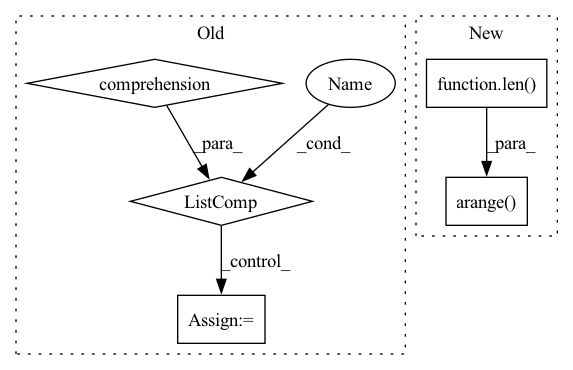 Old
New
comprehension
Name
function.len()
_para_
_cond_
_para_
ListComp
arange()
_control_
Assign:=